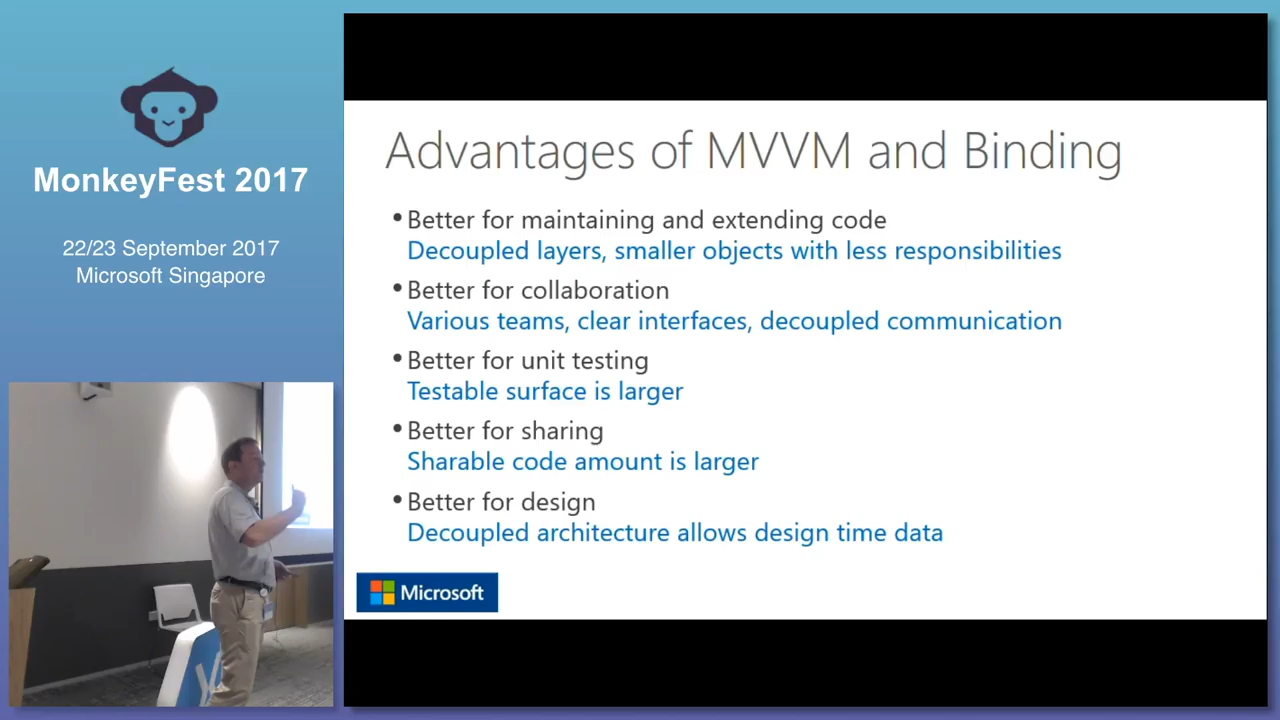 MonkeyFest 2017
22/23 September 2017
Microsoft Singapore
Advantages of MVVM and Binding
• Better for maintaining and extending code
Decoupled layers, smaller objects with less responsibilities
• Better for collaboration
Various teams, clear interfaces, decoupled communication
• Better for unit testing
Testable surface is larger
• Better for sharing
Sharable code amount is larger
• Better for design
Decoupled architecture allows design time data
Microsoft